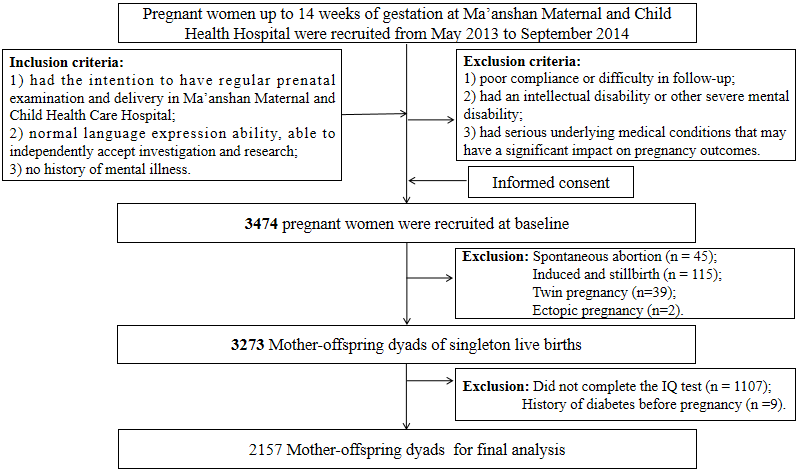 Pregnant women up to 14 weeks of gestation at Ma’anshan Maternal and Child
Health Hospital were recruited from May 2013 to September 2014
Inclusion criteria:
1) had the intention to have regular prenatal
examination and delivery in Ma’anshan Maternal and
Child Health Care Hospital;
2) normal language expression ability, able to
independently accept investigation and research;
3) no history of mental illness.
Exclusion criteria:
1) poor compliance or difficulty in follow-up;
2) had an intellectual disability or other severe mental
disability;
3) had serious underlying medical conditions that may
have a significant impact on pregnancy outcomes.
Informed consent
3474 pregnant women were recruited at baseline
Exclusion: Spontaneous abortion (n = 45);
Induced and stillbirth (n = 115);
Twin pregnancy (n=39);
Ectopic pregnancy (n=2).
3273 Mother-offspring dyads of singleton live births
Exclusion: Did not complete the IQ test (n = 1107);
History of diabetes before pregnancy (n =9).
2157 Mother-offspring dyads for final analysis